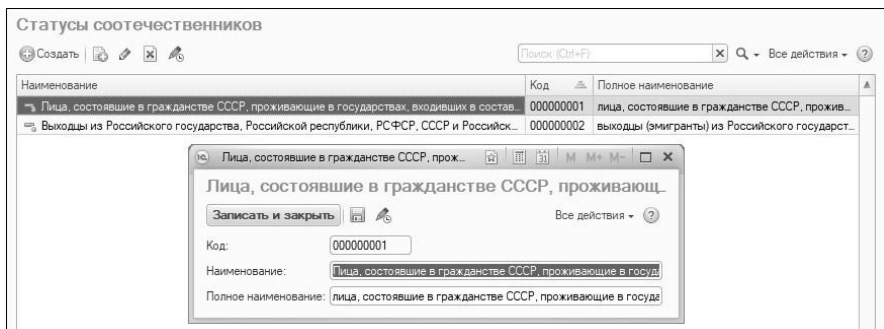 Статусы соотечественников
Создать Поиск (Ctrl+F) Все действия ?
Наименование Код Полное наименование
Лица, состоявшие в гражданстве СССР, проживающие в государствах, входивших в состав... 000000001 лица, состоявшие в гражданстве СССР, прожив...
Выходцы из Российского государства, Российской республики, РСФСР, СССР и Российск... 000000002 выходцы (эмигранты) из Российского государст...
1С Лица, состоявшие в гражданстве СССР, прож... 31 M M+ M-
Лица, состоявшие в гражданстве СССР, проживающ...
Записать и закрыть Все действия ?
Код: 000000001
Наименование: Лица, состоявшие в гражданстве СССР, проживающие в госуда
Полное наименование: лица, состоявшие в гражданстве СССР, проживающие в госуда